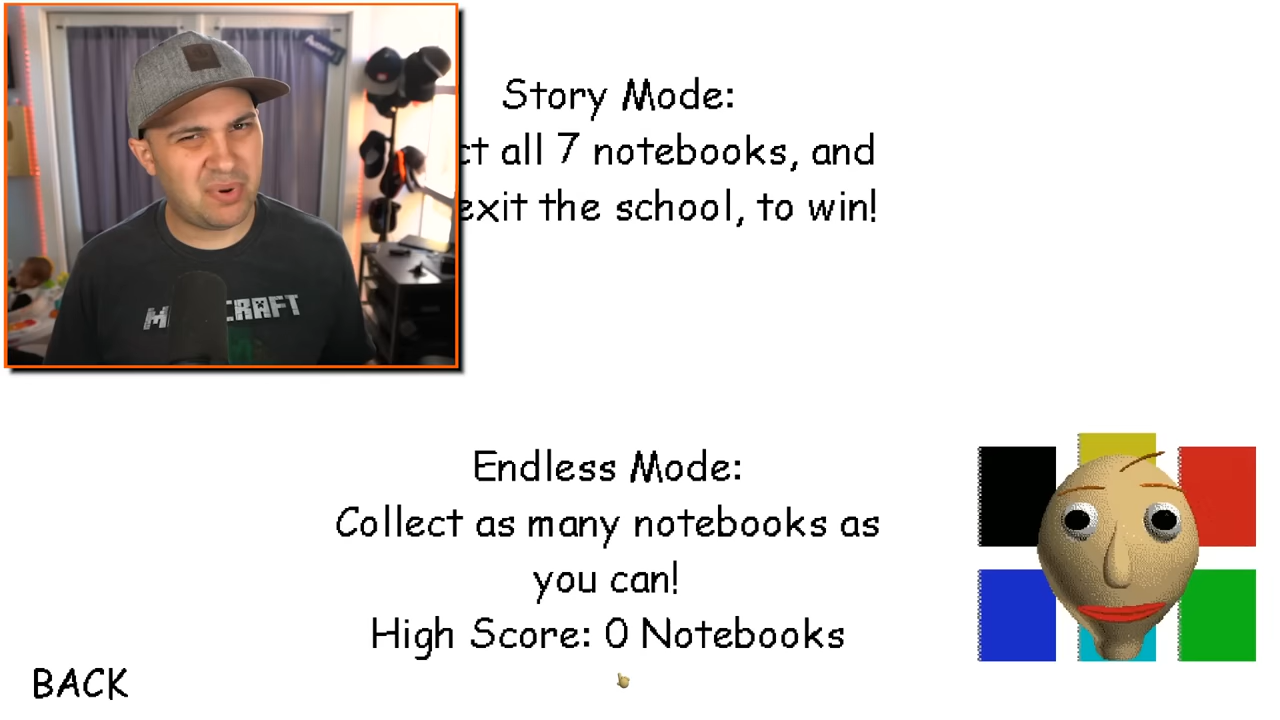 Story Mode:
all 7 notebooks, and
exit the school, to win!
Endless Mode:
Collect as many notebooks as
you can!
High Score: 0 Notebooks
BACK